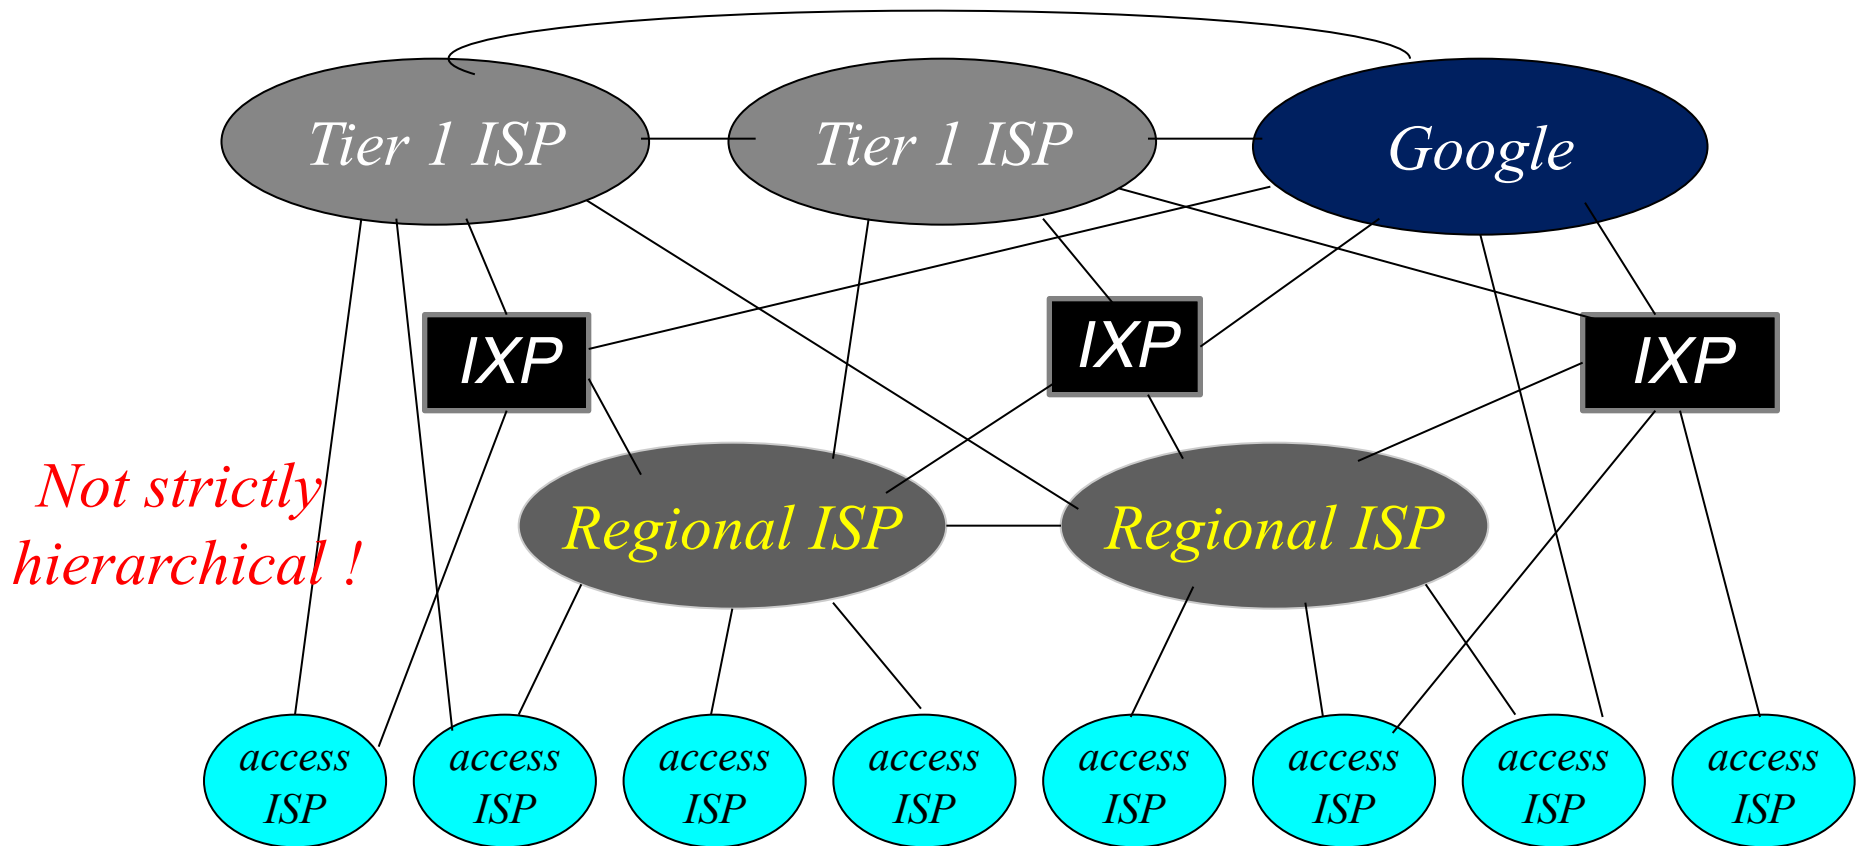 Tier 1 ISP
Tier 1 ISP
Google
IXP
IXP
IXP
Not strictly
hierarchical !
Regional ISP
Regional ISP
access
ISP
access
ISP
access
ISP
access
ISP
access
ISP
access
ISP
access
ISP
access
ISP